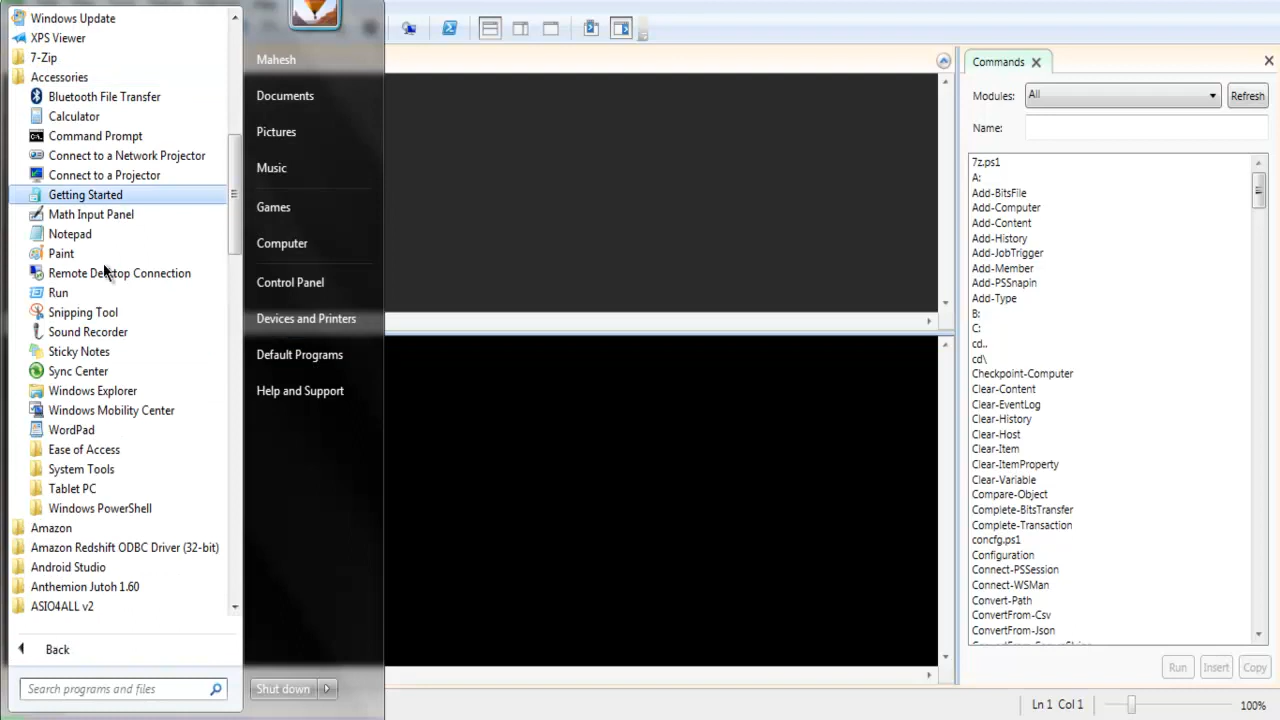 Windows Update
XPS Viewer
7-Zip
Accessories
Bluetooth File Transfer
Calculator
Command Prompt
Connect to a Network Projector
Connect to a Projector
Getting Started
Math Input Panel
Notepad
Paint
Remote Desktop Connection
Run
Snipping Tool
Sound Recorder
Sticky Notes
Sync Center
Windows Explorer
Windows Mobility Center
WordPad
Ease of Access
System Tools
Tablet PC
Windows PowerShell
Amazon
Amazon Redshift ODBC Driver (32-bit)
Android Studio
Anthemion Jutoh 1.60
ASIO4ALL v2
Back
Search programs and files
Mahesh
Documents
Pictures
Music
Games
Computer
Control Panel
Devices and Printers
Default Programs
Help and Support
Shut down
Commands
Modules: All Refresh
Name:
7z.ps1
A:
Add-BitsFile
Add-Computer
Add-Content
Add-History
Add-JobTrigger
Add-Member
Add-PSSnapin
Add-Type
B:
C:
cd..
cd\
Checkpoint-Computer
Clear-Content
Clear-EventLog
Clear-History
Clear-Host
Clear-Item
Clear-ItemProperty
Clear-Variable
Compare-Object
Complete-BitsTransfer
Complete-Transaction
concfg.ps1
Configuration
Connect-PSSession
Connect-WSMan
Convert-Path
ConvertFrom-Csv
ConvertFrom-Json
Run Insert Copy
Ln 1 Col 1 100%